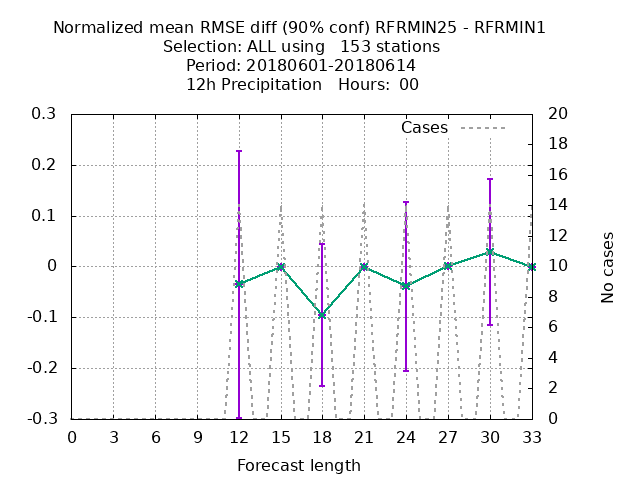 Normalized mean RMSE diff (90% conf) RFRMIN25 - RFRMIN1
Selection: ALL using   153 stations
Period: 20180601-20180614
12h Precipitation   Hours:  00
Cases
0.3
0.2
0.1
0
-0.1
-0.2
-0.3
20
18
16
14
12
10
8
6
4
2
0
No cases
0 3 6 9 12 15 18 21 24 27 30 33
Forecast length